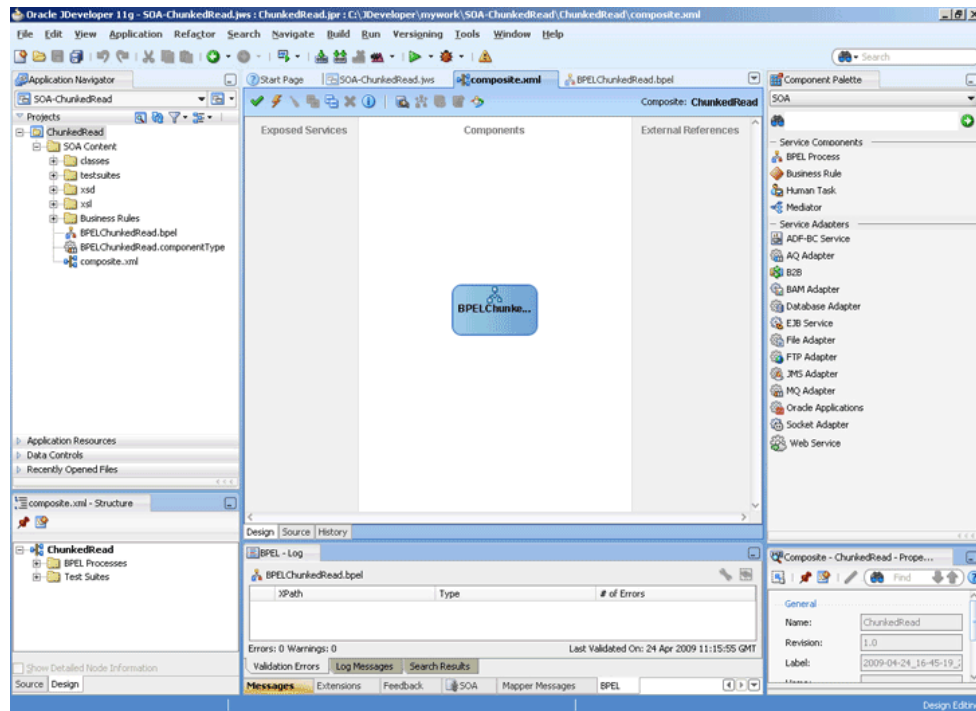 Oracle JDeveloper 11g - SOA-ChunkedRead.jws : ChunkedRead.jpr : C:\JDeveloper\mywork\SOA-ChunkedRead\ChunkedRead\composite.xml
File Edit View Application Refactor Search Navigate Build Run Versioning Tools Window Help
Search
Application Navigator
Start Page
SOA-ChunkedRead.jws
composite.xml
BPELChunkedRead.bpel
Component Palette
SOA-ChunkedRead
Composite: ChunkedRead
SOA
Projects
ChunkedRead
SOA Content
classes
testsuites
xsd
xsl
Business Rules
BPELChunkedRead.bpel
BPELChunkedRead.componentType
composite.xml
Application Resources
Data Controls
Recently Opened Files
Exposed Services
Components
External References
BPELChunke...
Design Source History
Service Components
BPEL Process
Business Rule
Human Task
Mediator
Service Adapters
ADF-BC Service
AQ Adapter
B2B
BAM Adapter
Database Adapter
EJB Service
File Adapter
FTP Adapter
JMS Adapter
MQ Adapter
Oracle Applications
Socket Adapter
Web Service
composite.xml - Structure
ChunkedRead
BPEL Processes
Test Suites
Show Detailed Node Information
Source Design
BPEL - Log
BPELChunkedRead.bpel
XPath Type # of Errors
Errors: 0 Warnings: 0
Last Validated On: 24 Apr 2009 11:15:55 GMT
Validation Errors Log Messages Search Results
Messages Extensions Feedback SOA Mapper Messages BPEL
Composite - ChunkedRead - Prope...
Find
General
Name: ChunkedRead
Revision: 1.0
Label: 2009-04-24_16-45-19_
Design Editin